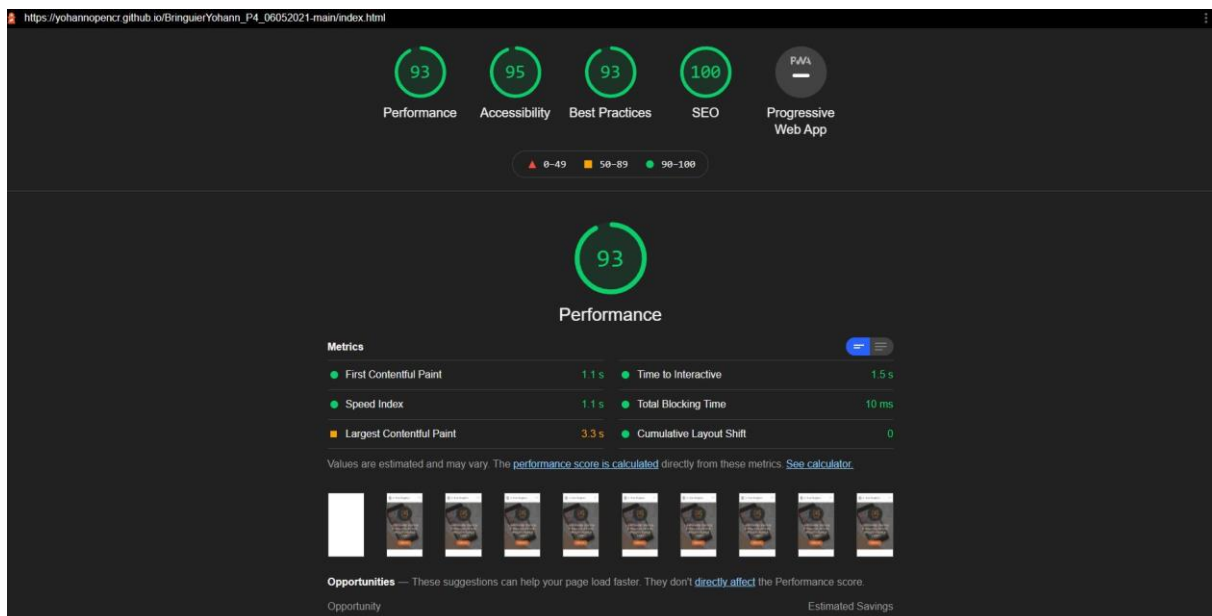 https://yohannopencr.github.io/BringuierYohann_P4_06052021-main/index.html
93 95 93 100 PWA
Performance Accessibility Best Practices SEO Progressive
Web App
0–49 50–89 90–100
93
Performance
Metrics
First Contentful Paint 1.1 s Time to Interactive 1.5 s
Speed Index 1.1 s Total Blocking Time 10 ms
Largest Contentful Paint 3.3 s Cumulative Layout Shift 0
Values are estimated and may vary. The performance score is calculated directly from these metrics. See calculator.
Opportunities — These suggestions can help your page load faster. They don't directly affect the Performance score.
Opportunity Estimated Savings